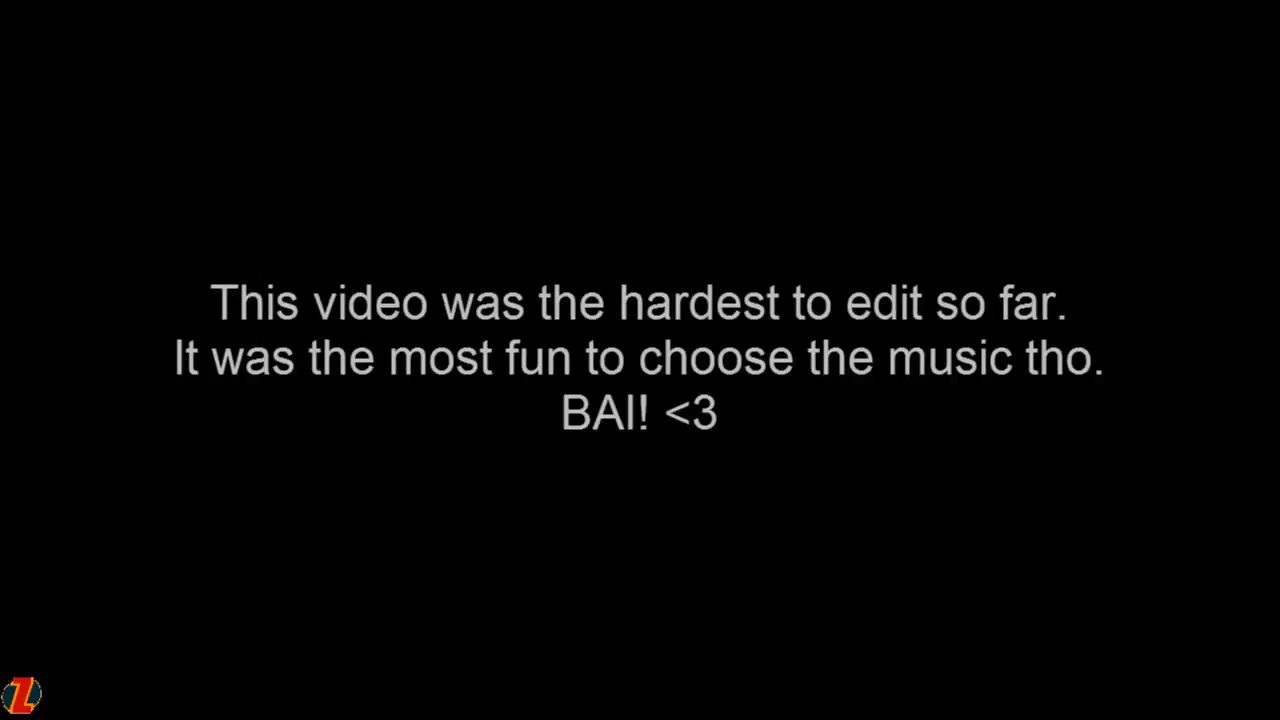 This video was the hardest to edit so far.
It was the most fun to choose the music tho.
BAI! <3
Z